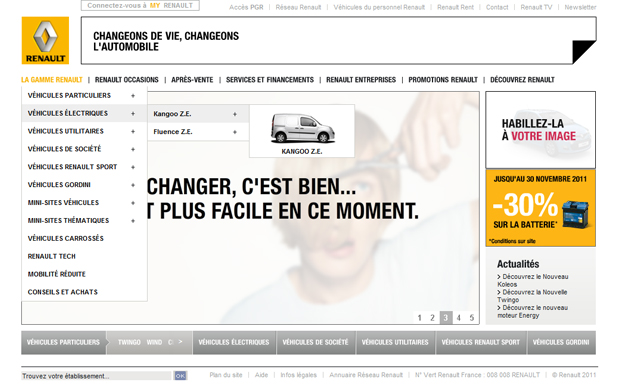 Connectez-vous à MY RENAULT
Accès PGR | Réseau Renault | Véhicules du personnel Renault | Renault Rent | Contact | Renault TV | Newsletter
RENAULT
CHANGEONS DE VIE, CHANGEONS
L'AUTOMOBILE
LA GAMME RENAULT | RENAULT OCCASIONS | APRÈS-VENTE | SERVICES ET FINANCEMENTS | RENAULT ENTREPRISES | PROMOTIONS RENAULT | DÉCOUVREZ RENAULT
VÉHICULES PARTICULIERS +
VÉHICULES ÉLECTRIQUES +
VÉHICULES UTILITAIRES +
VÉHICULES DE SOCIÉTÉ +
VÉHICULES RENAULT SPORT +
VÉHICULES GORDINI +
MINI-SITES VÉHICULES +
MINI-SITES THÉMATIQUES +
VÉHICULES CARROSSÉS
RENAULT TECH
MOBILITÉ RÉDUITE
CONSEILS ET ACHATS
Kangoo Z.E. +
Fluence Z.E. +
KANGOO Z.E.
CHANGER, C'EST BIEN...
T PLUS FACILE EN CE MOMENT.
1 2 3 4 5
HABILLEZ-LA
À VOTRE IMAGE
JUSQU'AU 30 NOVEMBRE 2011
-30%
SUR LA BATTERIE*
*Conditions sur site
Actualités
> Découvrez le Nouveau
Koleos
> Découvrez la Nouvelle
Twingo
> Découvrez le nouveau
moteur Energy
VÉHICULES PARTICULIERS
TWINGO WIND C >
VÉHICULES ÉLECTRIQUES
VÉHICULES DE SOCIÉTÉ
VÉHICULES UTILITAIRES
VÉHICULES RENAULT SPORT
VÉHICULES GORDINI
Trouvez votre établissement... OK
Plan du site | Aide | Infos légales | Annuaire Réseau Renault | N° Vert Renault France : 008 008 RENAULT | © Renault 2011